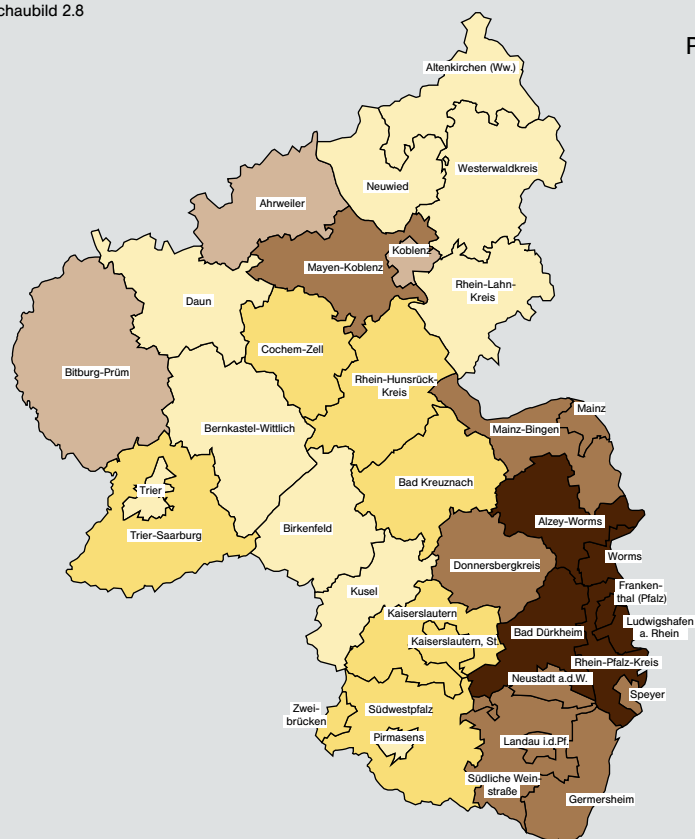 chaubild 2.8
F
Altenkirchen (Ww.)
Westerwaldkreis
Neuwied
Ahrweiler
Koblenz
Mayen-Koblenz
Rhein-Lahn-
Kreis
Daun
Cochem-Zell
Bitburg-Prüm
Rhein-Hunsrück-
Kreis
Mainz
Bernkastel-Wittlich
Mainz-Bingen
Bad Kreuznach
Trier
Alzey-Worms
Birkenfeld
Trier-Saarburg
Worms
Donnersbergkreis
Kusel
Franken-
thal (Pfalz)
Kaiserslautern
Ludwigshafen
a. Rhein
Kaiserslautern, St.
Bad Dürkheim
Rhein-Pfalz-Kreis
Neustadt a.d.W.
Speyer
Zwei-
brücken
Südwestpfalz
Pirmasens
Landau i.d.Pf.
Südliche Wein-
straße
Germersheim